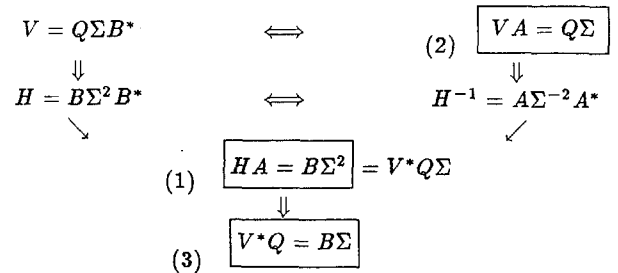 V = QΣB* ⟺ (2) VA = QΣ
⇓ ⇓
H = BΣ²B* ⟺ H⁻¹ = AΣ⁻²A*
↘ ↙
(1) HA = BΣ² = V*QΣ
⇓
(3) V*Q = BΣ